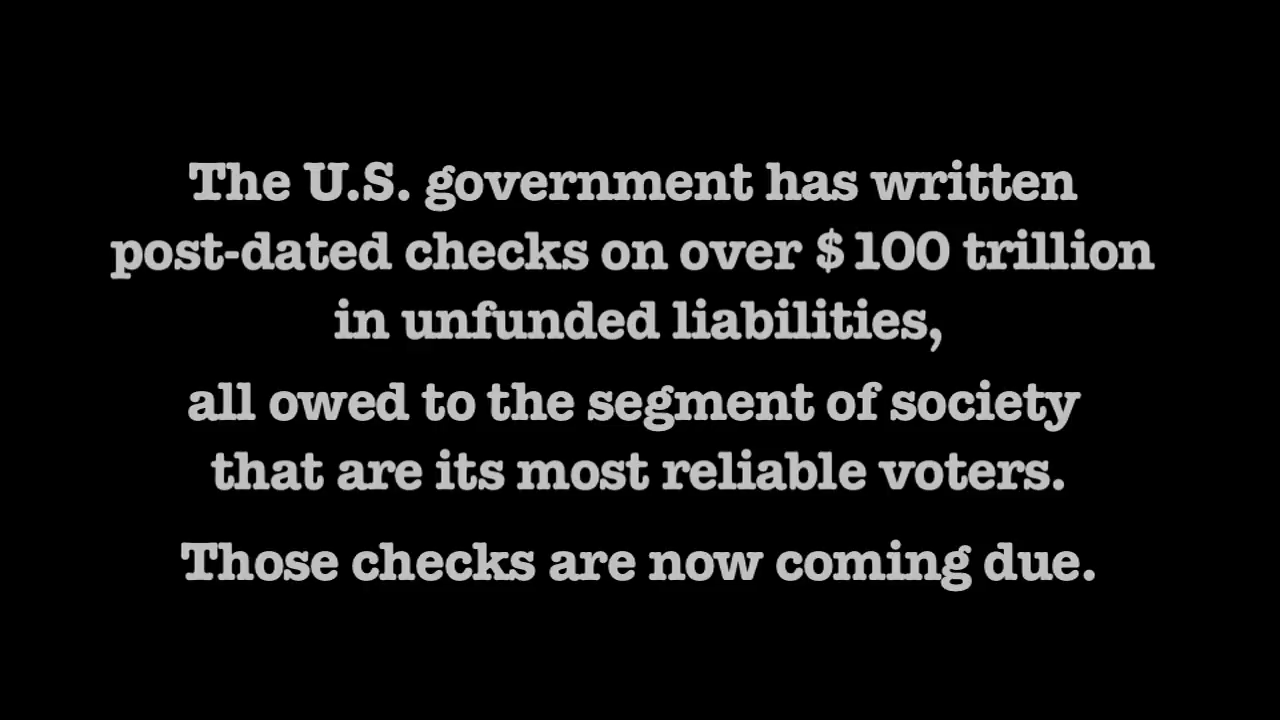 The U.S. government has written
post-dated checks on over $100 trillion
in unfunded liabilities,
all owed to the segment of society
that are its most reliable voters.
Those checks are now coming due.